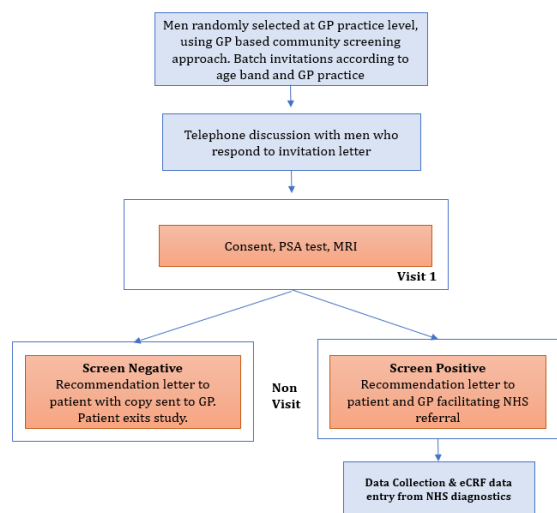 Men randomly selected at GP practice level,
using GP based community screening
approach. Batch invitations according to
age band and GP practice
Telephone discussion with men who
respond to invitation letter
Consent, PSA test, MRI
Visit 1
Screen Negative
Recommendation letter to
patient with copy sent to GP.
Patient exits study.
Non
Visit
Screen Positive
Recommendation letter to
patient and GP facilitating NHS
referral
Data Collection & eCRF data
entry from NHS diagnostics